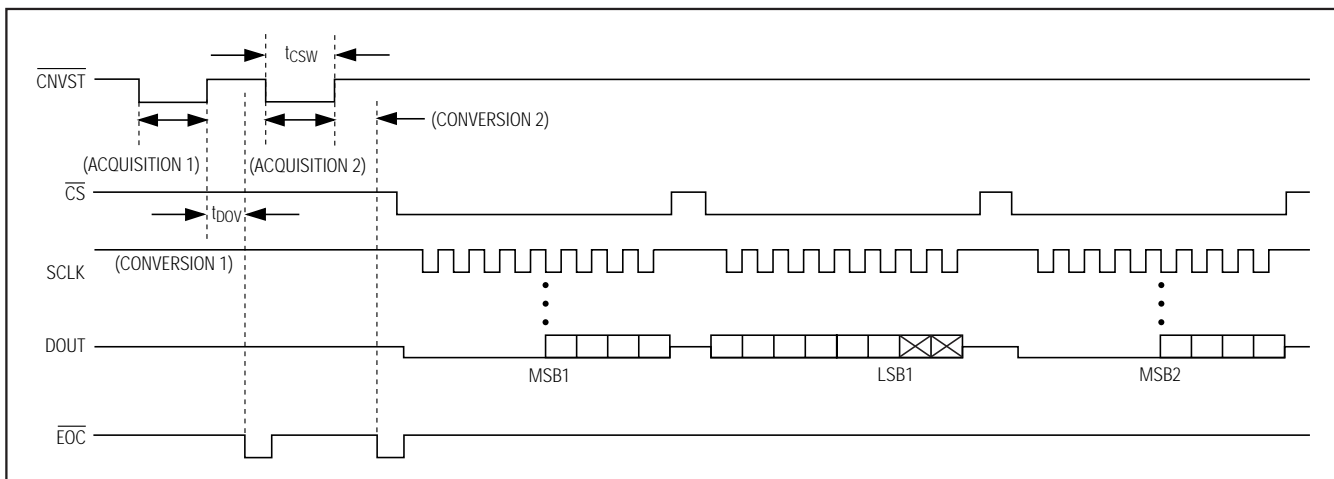 tCSW
CNVST
(CONVERSION 2)
(ACQUISITION 1)
(ACQUISITION 2)
CS
tDOV
(CONVERSION 1)
SCLK
DOUT
MSB1
LSB1
MSB2
EOC